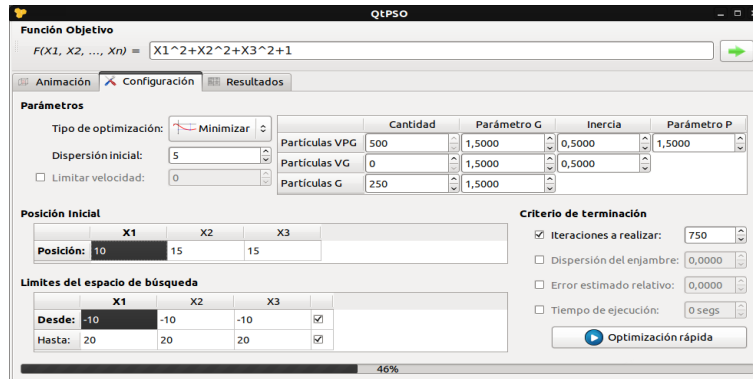 QtPSO
Función Objetivo
F(X1, X2, ..., Xn) = X1^2+X2^2+X3^2+1
Animación Configuración Resultados
Parámetros
Tipo de optimización: Minimizar
Dispersión inicial: 5
Limitar velocidad: 0
Cantidad Parámetro G Inercia Parámetro P
Partículas VPG 500 1,5000 0,5000 1,5000
Partículas VG 0 1,5000 0,5000
Partículas G 250 1,5000
Posición Inicial
X1 X2 X3
Posición: 10 15 15
Limites del espacio de búsqueda
X1 X2 X3
Desde: -10 -10 -10
Hasta: 20 20 20
Criterio de terminación
Iteraciones a realizar: 750
Dispersión del enjambre: 0,0000
Error estimado relativo: 0,0000
Tiempo de ejecución: 0 segs
Optimización rápida
46%